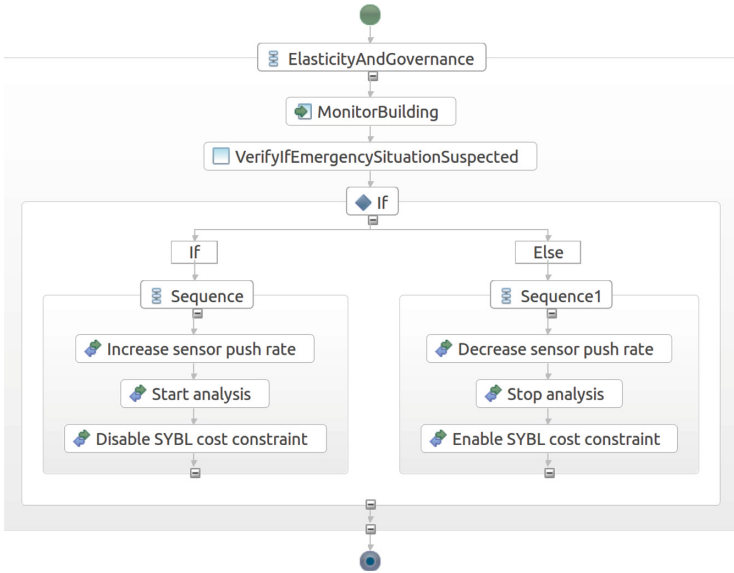 ElasticityAndGovernance
MonitorBuilding
VerifyIfEmergencySituationSuspected
If
If
Else
Sequence
Sequence1
Increase sensor push rate
Decrease sensor push rate
Start analysis
Stop analysis
Disable SYBL cost constraint
Enable SYBL cost constraint